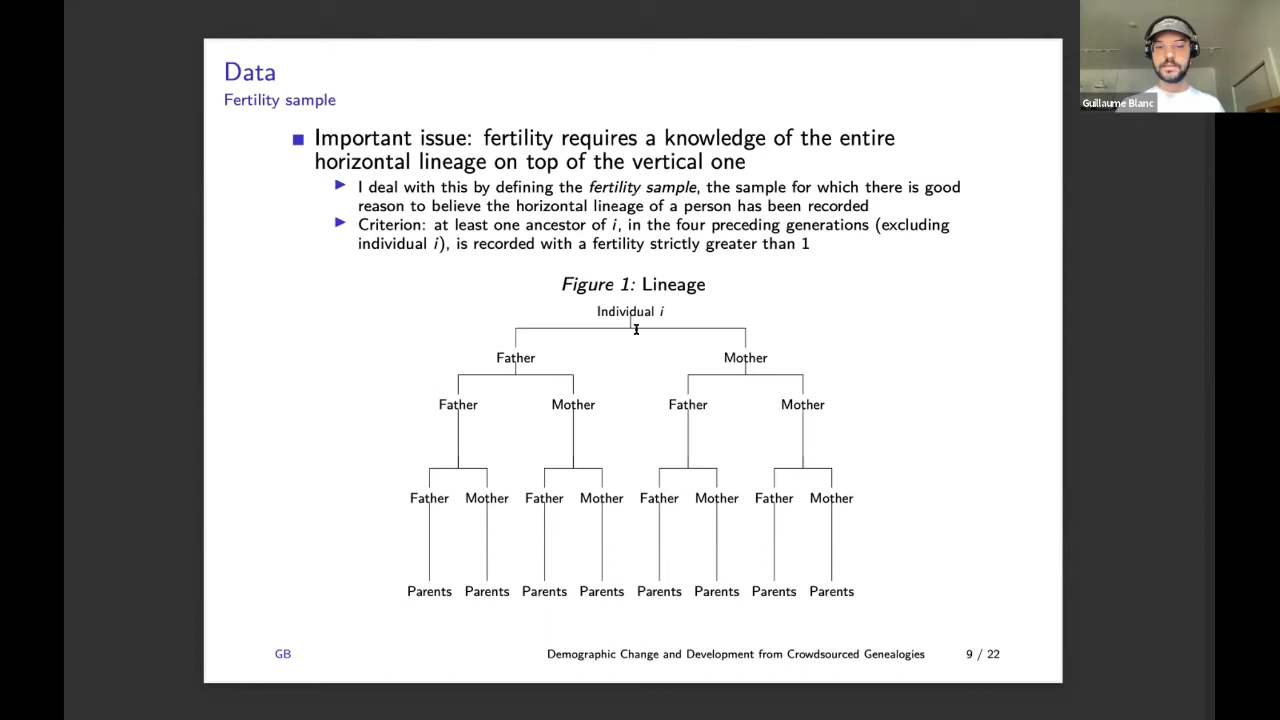 Data
Fertility sample
Important issue: fertility requires a knowledge of the entire
horizontal lineage on top of the vertical one
I deal with this by defining the fertility sample, the sample for which there is good
reason to believe the horizontal lineage of a person has been recorded
Criterion: at least one ancestor of i, in the four preceding generations (excluding
individual i), is recorded with a fertility strictly greater than 1
Figure 1: Lineage
Individual i
Father Mother
Father Mother Father Mother
Father Mother Father Mother Father Mother Father Mother
Parents Parents Parents Parents Parents Parents Parents Parents
GB Demographic Change and Development from Crowdsourced Genealogies 9 / 22
Guillaume Blanc